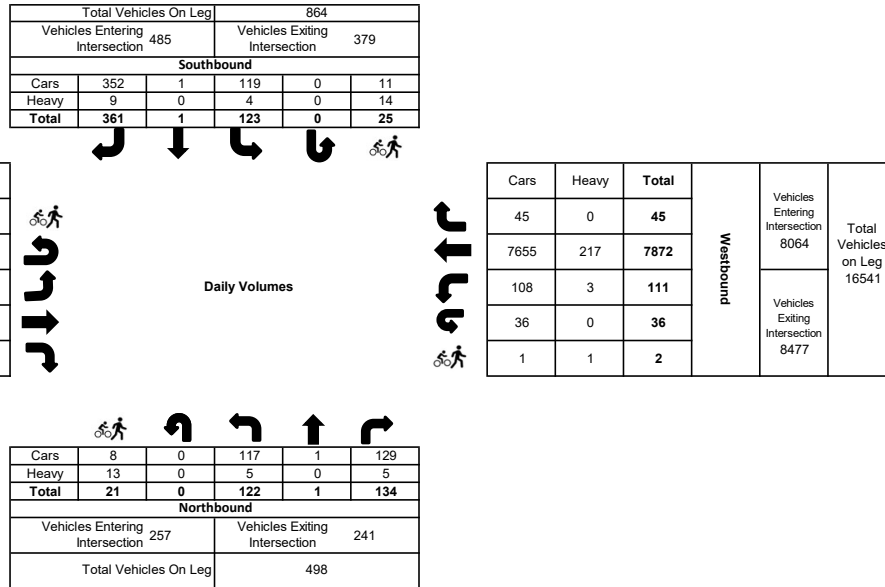 Total Vehicles On Leg 864
Vehicles Entering Intersection 485 Vehicles Exiting Intersection 379
Southbound
Cars 352 1 119 0 11
Heavy 9 0 4 0 14
Total 361 1 123 0 25
Cars Heavy Total
45 0 45
7655 217 7872
108 3 111
36 0 36
1 1 2
Westbound
Vehicles Entering Intersection 8064
Vehicles Exiting Intersection 8477
Total Vehicles on Leg 16541
Daily Volumes
Cars 8 0 117 1 129
Heavy 13 0 5 0 5
Total 21 0 122 1 134
Northbound
Vehicles Entering Intersection 257 Vehicles Exiting Intersection 241
Total Vehicles On Leg 498